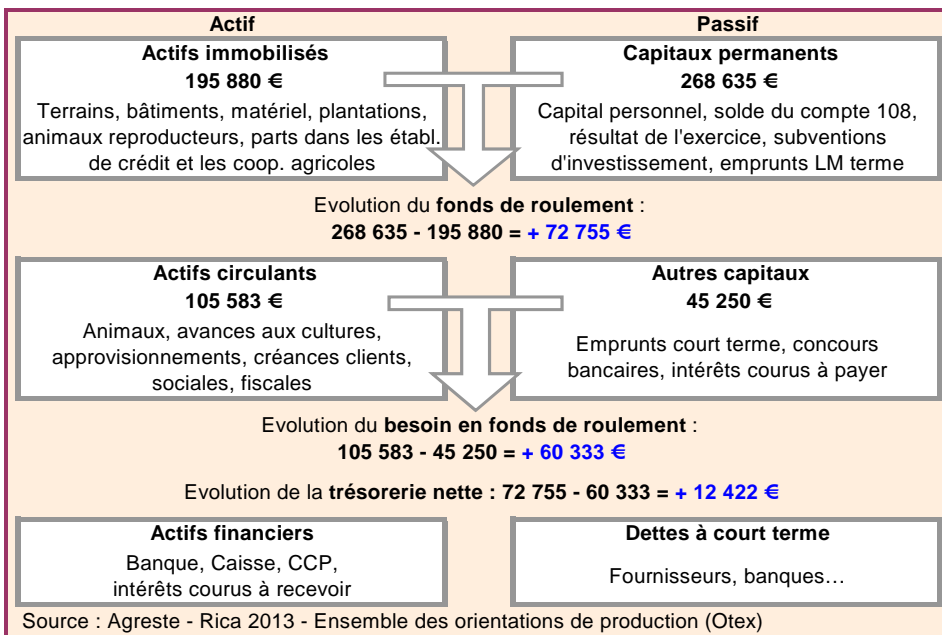 Actif
Passif
Actifs immobilisés
195 880 €
Terrains, bâtiments, matériel, plantations,
animaux reproducteurs, parts dans les établ.
de crédit et les coop. agricoles
Capitaux permanents
268 635 €
Capital personnel, solde du compte 108,
résultat de l'exercice, subventions
d'investissement, emprunts LM terme
Evolution du fonds de roulement :
268 635 - 195 880 = + 72 755 €
Actifs circulants
105 583 €
Animaux, avances aux cultures,
approvisionnements, créances clients,
sociales, fiscales
Autres capitaux
45 250 €
Emprunts court terme, concours
bancaires, intérêts courus à payer
Evolution du besoin en fonds de roulement :
105 583 - 45 250 = + 60 333 €
Evolution de la trésorerie nette : 72 755 - 60 333 = + 12 422 €
Actifs financiers
Banque, Caisse, CCP,
intérêts courus à recevoir
Dettes à court terme
Fournisseurs, banques…
Source : Agreste - Rica 2013 - Ensemble des orientations de production (Otex)